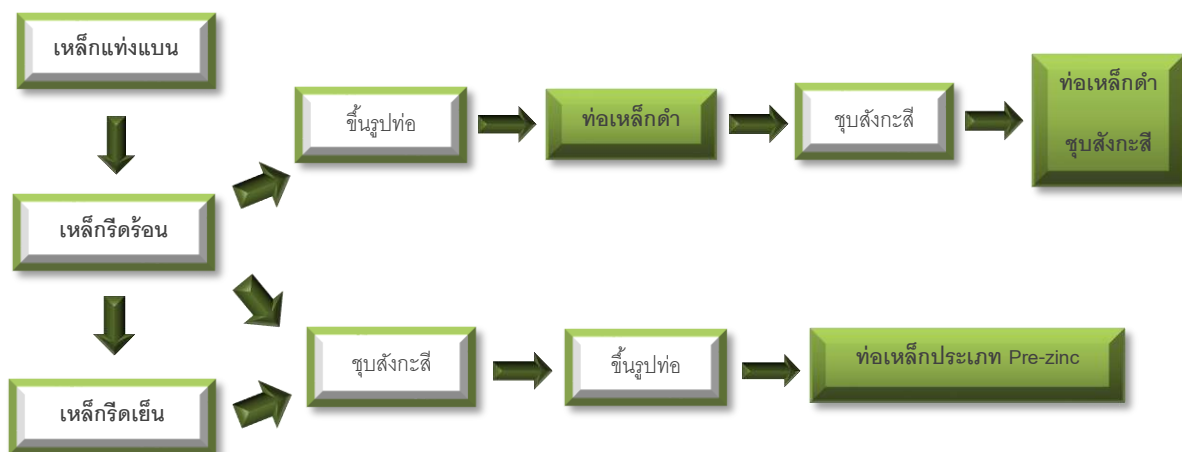 เหล็กแท่งแบน
ขึ้นรูปท่อ
ท่อเหล็กดำ
ชุบสังกะสี
ท่อเหล็กดำ
ชุบสังกะสี
เหล็กรีดร้อน
ชุบสังกะสี
ขึ้นรูปท่อ
ท่อเหล็กประเภท Pre-zinc
เหล็กรีดเย็น